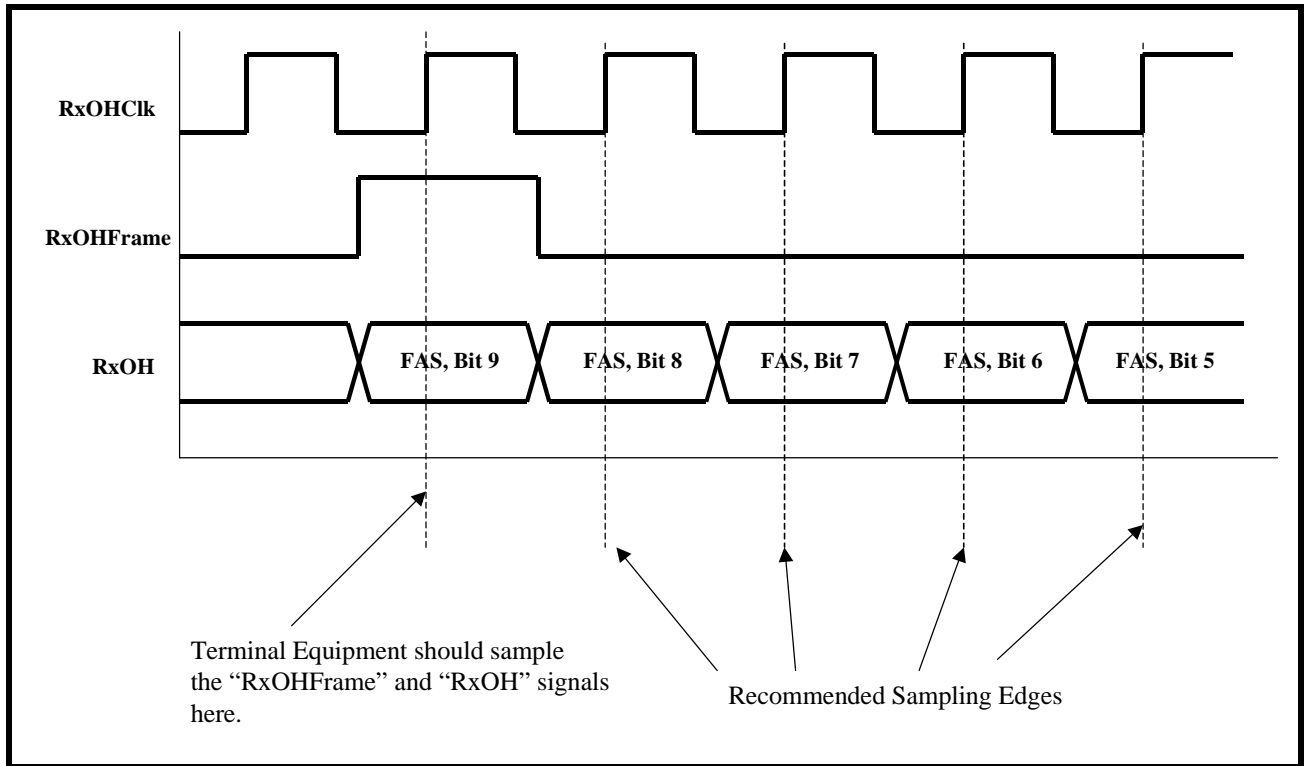 RxOHClk
RxOHFrame
RxOH
FAS, Bit 9
FAS, Bit 8
FAS, Bit 7
FAS, Bit 6
FAS, Bit 5
Terminal Equipment should sample
the “RxOHFrame” and “RxOH” signals
here.
Recommended Sampling Edges